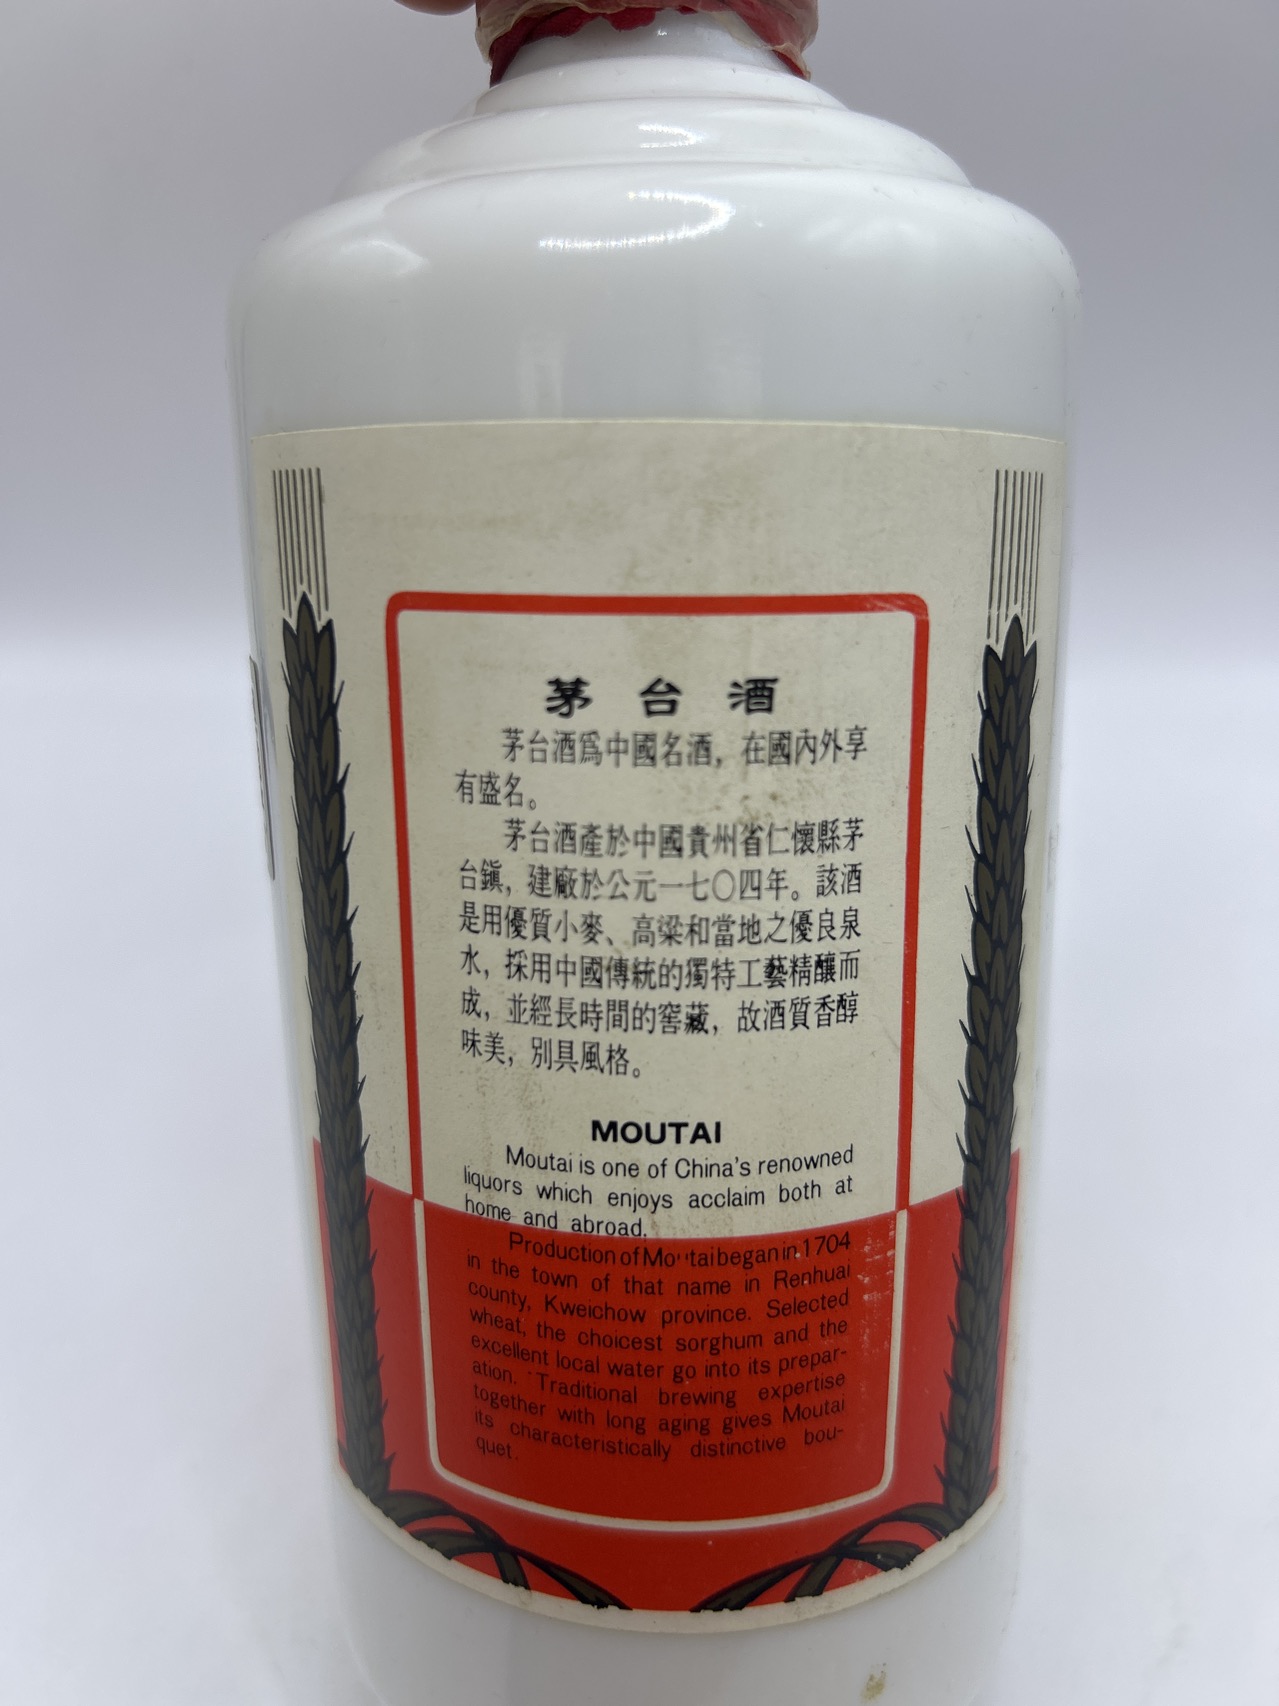 茅台酒
茅台酒爲中國名酒，在國內外享
有盛名。
茅台酒產於中國貴州省仁懷縣茅
台鎭，建廠於公元一七〇四年。該酒
是用優質小麥、高粱和當地之優良泉
水，採用中國傳統的獨特工藝精釀而
成，並經長時間的窖藏，故酒質香醇
味美，別具風格。
MOUTAI
Moutai is one of China's renowned
liquors which enjoys acclaim both at
home and abroad.
Production of Moutai began in 1704
in the town of that name in Renhuai
county, Kweichow province. Selected
wheat, the choicest sorghum and the
excellent local water go into its prepar-
ation. Traditional brewing expertise
together with long aging gives Moutai
its characteristically distinctive bou-
quet.